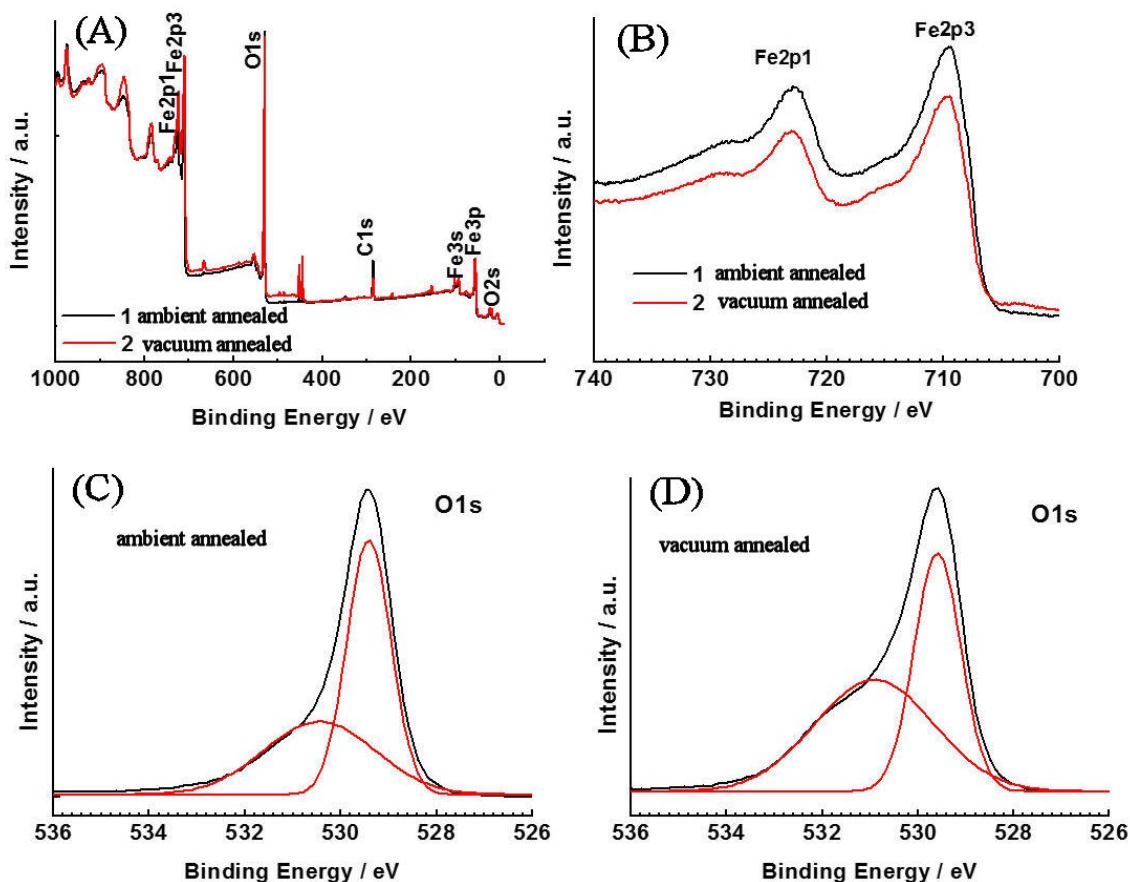 (A)
Fe2p1
Fe2p3
O1s
C1s
Fe3s
Fe3p
O2s
1 ambient annealed
2 vacuum annealed
Intensity / a.u.
1000 800 600 400 200 0
Binding Energy / eV
(B)
Fe2p1
Fe2p3
1 ambient annealed
2 vacuum annealed
Intensity / a.u.
740 730 720 710 700
Binding Energy / eV
(C)
O1s
ambient annealed
Intensity / a.u.
536 534 532 530 528 526
Binding Energy / eV
(D)
O1s
vacuum annealed
Intensity / a.u.
536 534 532 530 528 526
Binding Energy / eV